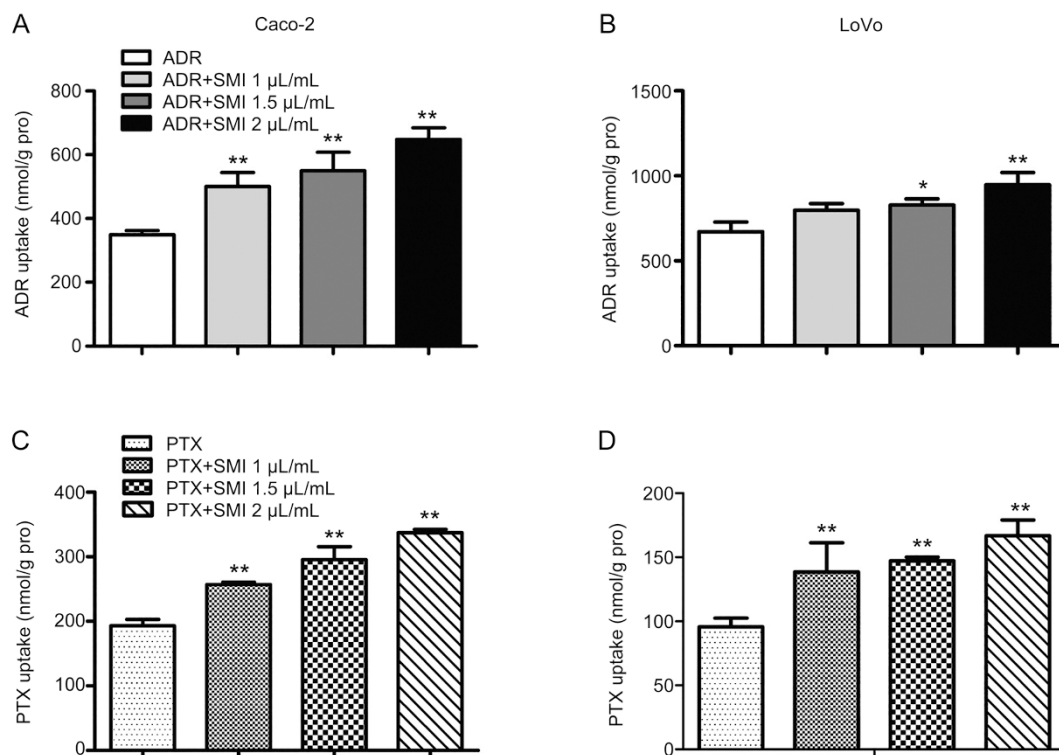 A
Caco-2
ADR
ADR+SMI 1 µL/mL
ADR+SMI 1.5 µL/mL
ADR+SMI 2 µL/mL
ADR uptake (nmol/g pro)
800
600
400
200
0
**
**
**
B
LoVo
ADR uptake (nmol/g pro)
1500
1000
500
0
*
**
C
PTX
PTX+SMI 1 µL/mL
PTX+SMI 1.5 µL/mL
PTX+SMI 2 µL/mL
PTX uptake (nmol/g pro)
400
300
200
100
0
**
**
**
D
PTX uptake (nmol/g pro)
200
150
100
50
0
**
**
**